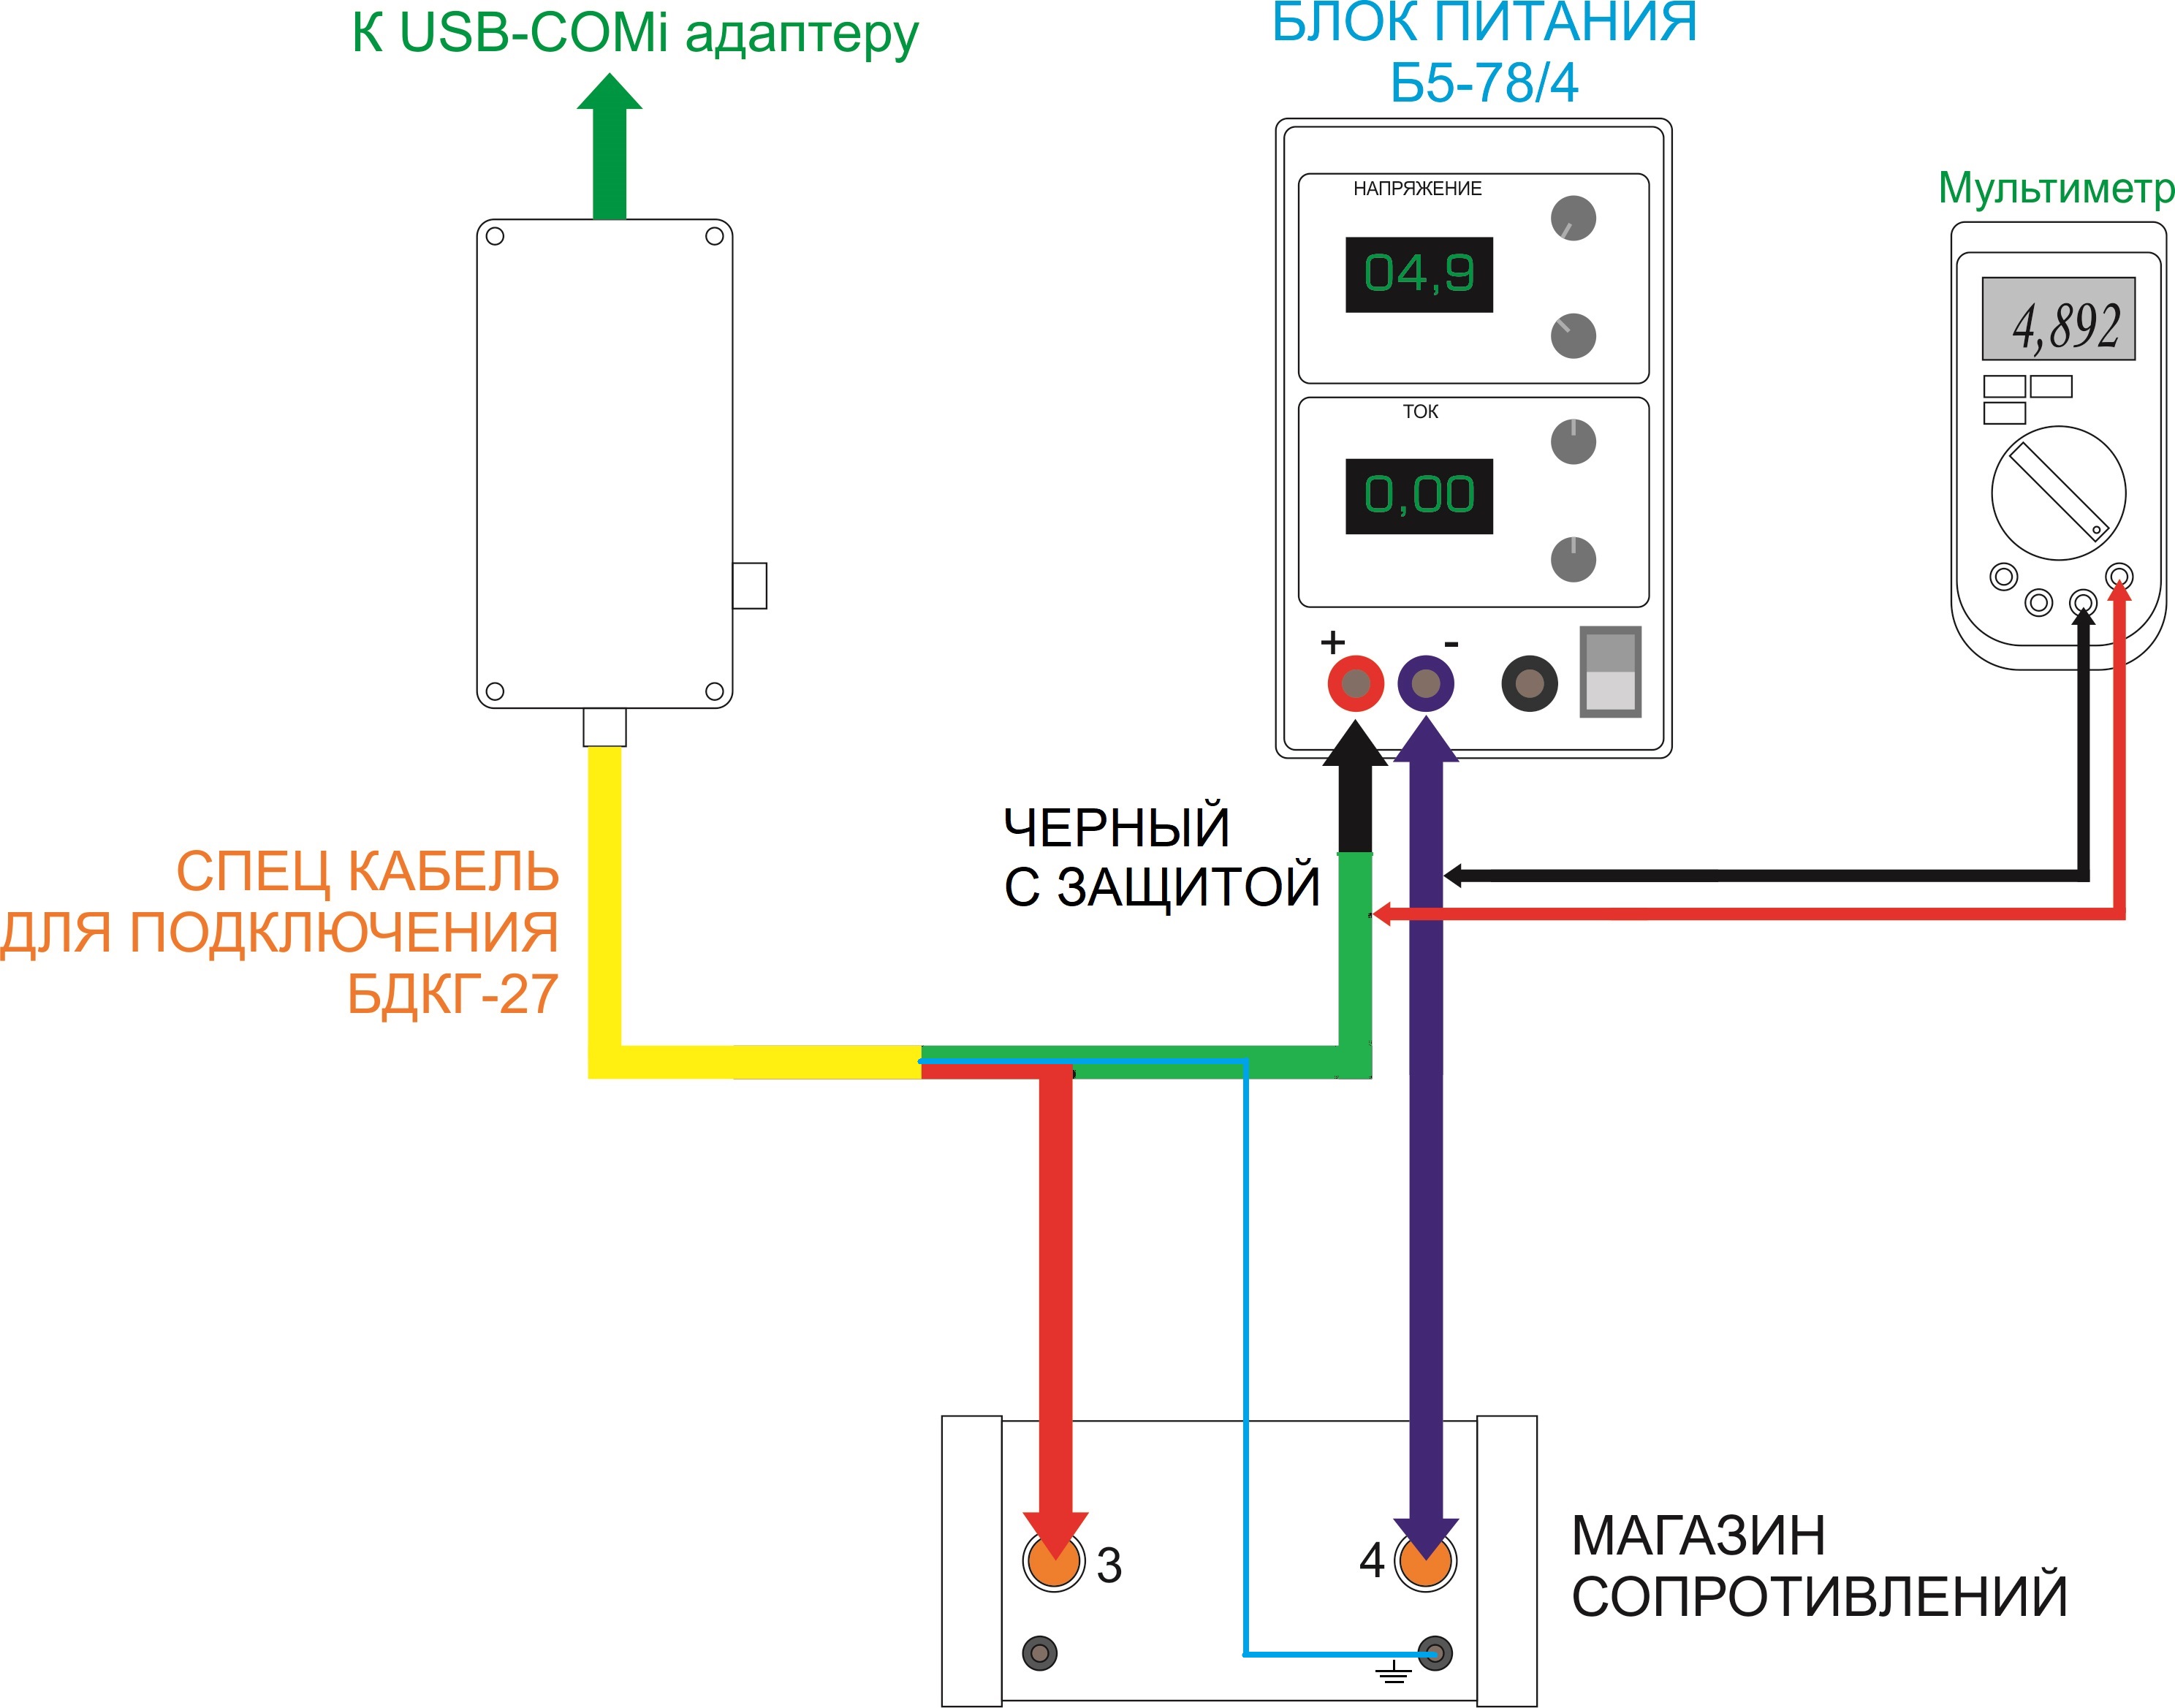 К USB-COMi адаптеру
БЛОК ПИТАНИЯ
Б5-78/4
Мультиметр
НАПРЯЖЕНИЕ
04,9
4,892
ТОК
0,00
+
-
ЧЕРНЫЙ
С ЗАЩИТОЙ
СПЕЦ КАБЕЛЬ
ДЛЯ ПОДКЛЮЧЕНИЯ
БДКГ-27
3
4
МАГАЗИН
СОПРОТИВЛЕНИЙ